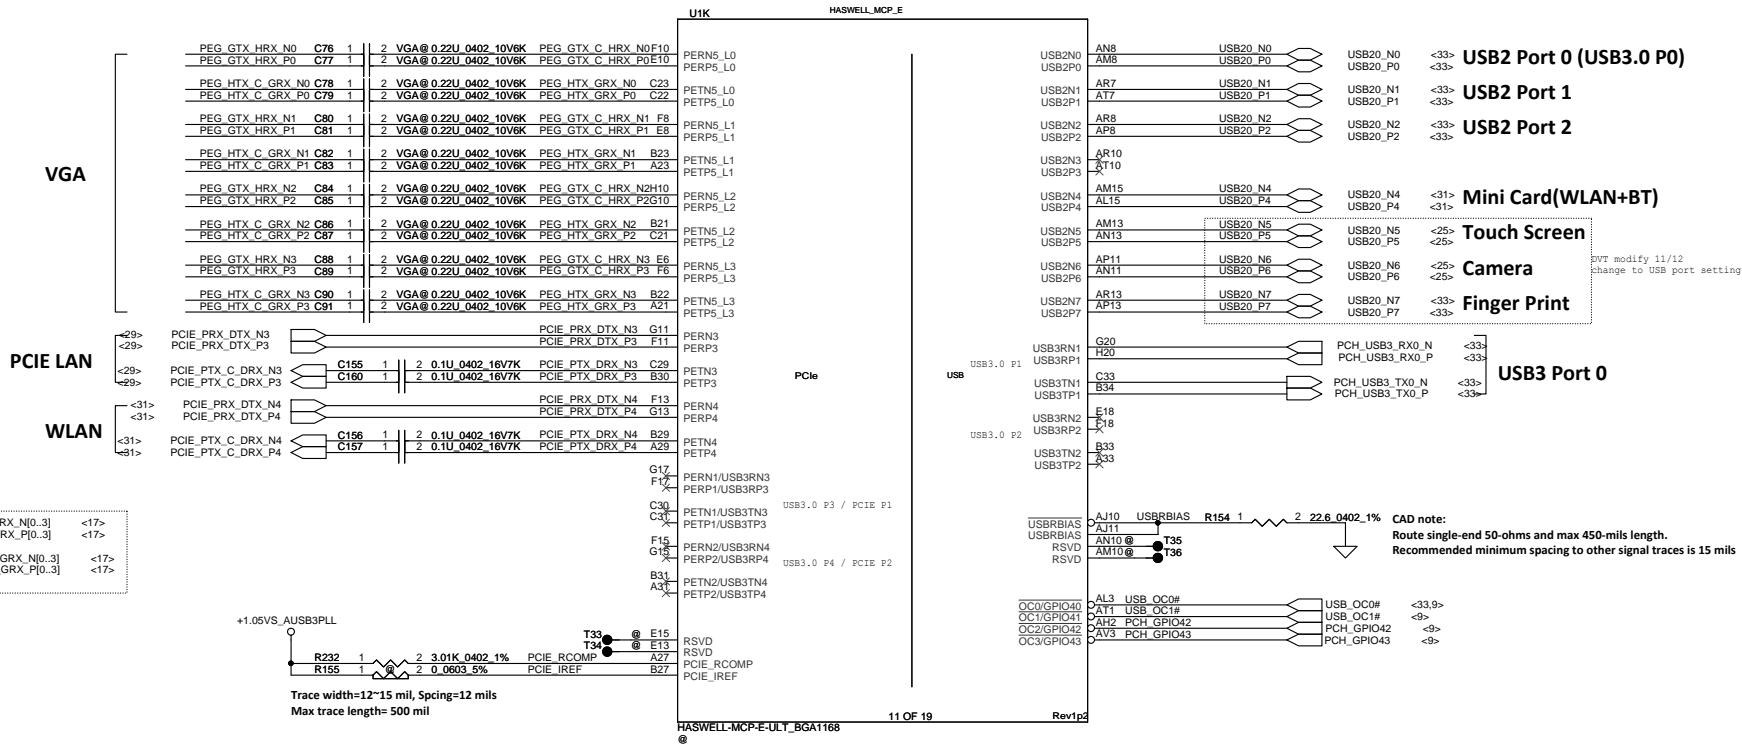 U1K HASWELL_MCP_E
VGA
PEG_GTX_HRX_N0 C76 1 2 VGA@ 0.22U_0402_10V6K PEG_GTX_C_HRX_N0 F10 PERN5_L0
PEG_GTX_HRX_P0 C77 1 2 VGA@ 0.22U_0402_10V6K PEG_GTX_C_HRX_P0 E10 PERP5_L0
PEG_HTX_C_GRX_N0 C78 1 2 VGA@ 0.22U_0402_10V6K PEG_HTX_GRX_N0 C23 PETN5_L0
PEG_HTX_C_GRX_P0 C79 1 2 VGA@ 0.22U_0402_10V6K PEG_HTX_GRX_P0 C22 PETP5_L0
PEG_GTX_HRX_N1 C80 1 2 VGA@ 0.22U_0402_10V6K PEG_GTX_C_HRX_N1 F8 PERN5_L1
PEG_GTX_HRX_P1 C81 1 2 VGA@ 0.22U_0402_10V6K PEG_GTX_C_HRX_P1 E8 PERP5_L1
PEG_HTX_C_GRX_N1 C82 1 2 VGA@ 0.22U_0402_10V6K PEG_HTX_GRX_N1 B23 PETN5_L1
PEG_HTX_C_GRX_P1 C83 1 2 VGA@ 0.22U_0402_10V6K PEG_HTX_GRX_P1 A23 PETP5_L1
PEG_GTX_HRX_N2 C84 1 2 VGA@ 0.22U_0402_10V6K PEG_GTX_C_HRX_N2 H10 PERN5_L2
PEG_GTX_HRX_P2 C85 1 2 VGA@ 0.22U_0402_10V6K PEG_GTX_C_HRX_P2 G10 PERP5_L2
PEG_HTX_C_GRX_N2 C86 1 2 VGA@ 0.22U_0402_10V6K PEG_HTX_GRX_N2 B21 PETN5_L2
PEG_HTX_C_GRX_P2 C87 1 2 VGA@ 0.22U_0402_10V6K PEG_HTX_GRX_P2 C21 PETP5_L2
PEG_GTX_HRX_N3 C88 1 2 VGA@ 0.22U_0402_10V6K PEG_GTX_C_HRX_N3 E6 PERN5_L3
PEG_GTX_HRX_P3 C89 1 2 VGA@ 0.22U_0402_10V6K PEG_GTX_C_HRX_P3 F6 PERP5_L3
PEG_HTX_C_GRX_N3 C90 1 2 VGA@ 0.22U_0402_10V6K PEG_HTX_GRX_N3 B22 PETN5_L3
PEG_HTX_C_GRX_P3 C91 1 2 VGA@ 0.22U_0402_10V6K PEG_HTX_GRX_P3 A21 PETP5_L3
PCIE LAN
<29> PCIE_PRX_DTX_N3 PCIE_PRX_DTX_N3 G11 PERN3
<29> PCIE_PRX_DTX_P3 PCIE_PRX_DTX_P3 F11 PERP3
<29> PCIE_PTX_C_DRX_N3 C155 1 2 0.1U_0402_16V7K PCIE_PTX_DRX_N3 C29 PETN3
<29> PCIE_PTX_C_DRX_P3 C160 1 2 0.1U_0402_16V7K PCIE_PTX_DRX_P3 B30 PETP3
WLAN
<31> PCIE_PRX_DTX_N4 PCIE_PRX_DTX_N4 F13 PERN4
<31> PCIE_PRX_DTX_P4 PCIE_PRX_DTX_P4 G13 PERP4
<31> PCIE_PTX_C_DRX_N4 C156 1 2 0.1U_0402_16V7K PCIE_PTX_DRX_N4 B29 PETN4
<31> PCIE_PTX_C_DRX_P4 C157 1 2 0.1U_0402_16V7K PCIE_PTX_DRX_P4 A29 PETP4
G17 PERN1/USB3RN3
F17 PERP1/USB3RP3
USB3.0 P3 / PCIE P1
C30 PETN1/USB3TN3
C31 PETP1/USB3TP3
F15 PERN2/USB3RN4
G15 PERP2/USB3RP4
USB3.0 P4 / PCIE P2
B31 PETN2/USB3TN4
A31 PETP2/USB3TP4
RX_N[0..3] <17>
RX_P[0..3] <17>
GRX_N[0..3] <17>
GRX_P[0..3] <17>
+1.05VS_AUSB3PLL
T33 @ E15 RSVD
T34 @ E13 RSVD
R232 1 2 3.01K_0402_1% PCIE_RCOMP A27 PCIE_RCOMP
R155 1 @ 2 0_0603_5% PCIE_IREF B27 PCIE_IREF
Trace width=12~15 mil, Spcing=12 mils
Max trace length= 500 mil
PCIe
USB
USB2N0 AN8 USB20_N0 USB20_N0 <33>
USB2P0 AM8 USB20_P0 USB20_P0 <33>
USB2 Port 0 (USB3.0 P0)
USB2N1 AR7 USB20_N1 USB20_N1 <33>
USB2P1 AT7 USB20_P1 USB20_P1 <33>
USB2 Port 1
USB2N2 AR8 USB20_N2 USB20_N2 <33>
USB2P2 AP8 USB20_P2 USB20_P2 <33>
USB2 Port 2
USB2N3 AR10
USB2P3 AT10
USB2N4 AM15 USB20_N4 USB20_N4 <31>
USB2P4 AL15 USB20_P4 USB20_P4 <31>
Mini Card(WLAN+BT)
USB2N5 AM13 USB20_N5 USB20_N5 <25>
USB2P5 AN13 USB20_P5 USB20_P5 <25>
Touch Screen
USB2N6 AP11 USB20_N6 USB20_N6 <25>
USB2P6 AN11 USB20_P6 USB20_P6 <25>
Camera
DVT modify 11/12
change to USB port setting
USB2N7 AR13 USB20_N7 USB20_N7 <33>
USB2P7 AP13 USB20_P7 USB20_P7 <33>
Finger Print
USB3RN1 G20 PCH_USB3_RX0_N <33>
USB3RP1 H20 PCH_USB3_RX0_P <33>
USB3.0 P1
USB3TN1 C33 PCH_USB3_TX0_N <33>
USB3TP1 B34 PCH_USB3_TX0_P <33>
USB3 Port 0
USB3RN2 E18
USB3RP2 F18
USB3.0 P2
USB3TN2 B33
USB3TP2 A33
USBRBIAS AJ10 USBRBIAS R154 1 2 22.6_0402_1%
USBRBIAS AJ11
RSVD AN10 @ T35
RSVD AM10 @ T36
CAD note:
Route single-end 50-ohms and max 450-mils length.
Recommended minimum spacing to other signal traces is 15 mils
OC0/GPIO40 AL3 USB_OC0# USB_OC0# <33,9>
OC1/GPIO41 AT1 USB_OC1# USB_OC1# <9>
OC2/GPIO42 AH2 PCH_GPIO42 PCH_GPIO42 <9>
OC3/GPIO43 AV3 PCH_GPIO43 PCH_GPIO43 <9>
11 OF 19 Rev1p2
HASWELL-MCP-E-ULT_BGA1168
@